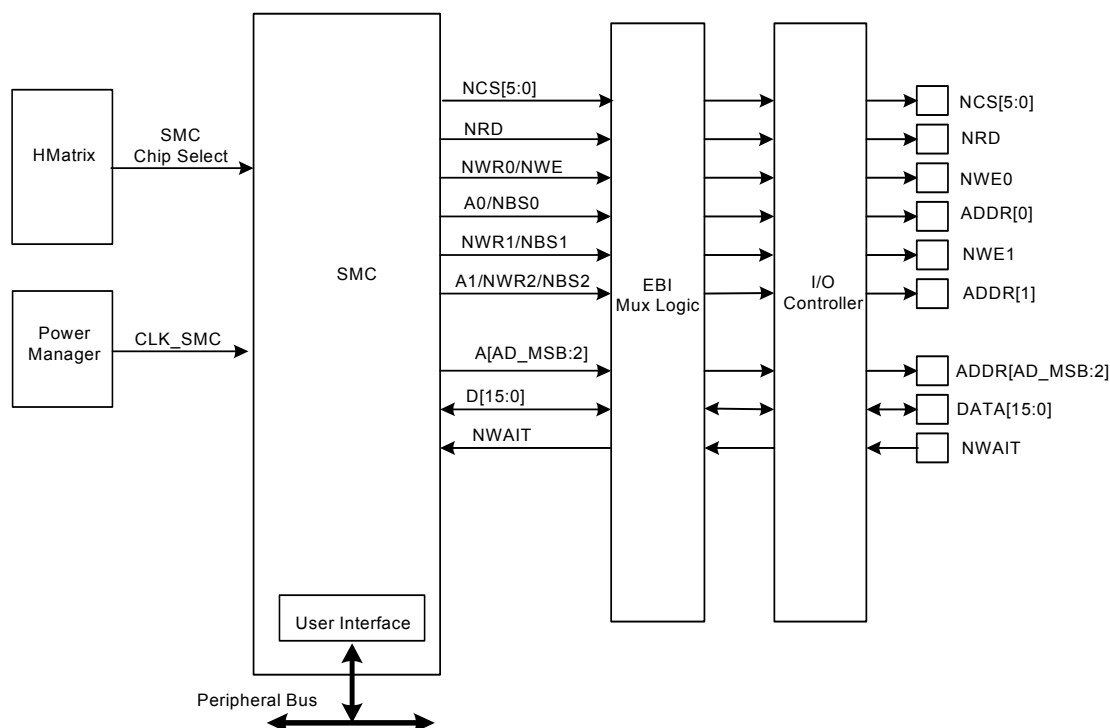 HMatrix
SMC
Chip Select
Power
Manager
CLK_SMC
SMC
User Interface
Peripheral Bus
NCS[5:0]
NRD
NWR0/NWE
A0/NBS0
NWR1/NBS1
A1/NWR2/NBS2
A[AD_MSB:2]
D[15:0]
NWAIT
EBI
Mux Logic
I/O
Controller
NCS[5:0]
NRD
NWE0
ADDR[0]
NWE1
ADDR[1]
ADDR[AD_MSB:2]
DATA[15:0]
NWAIT